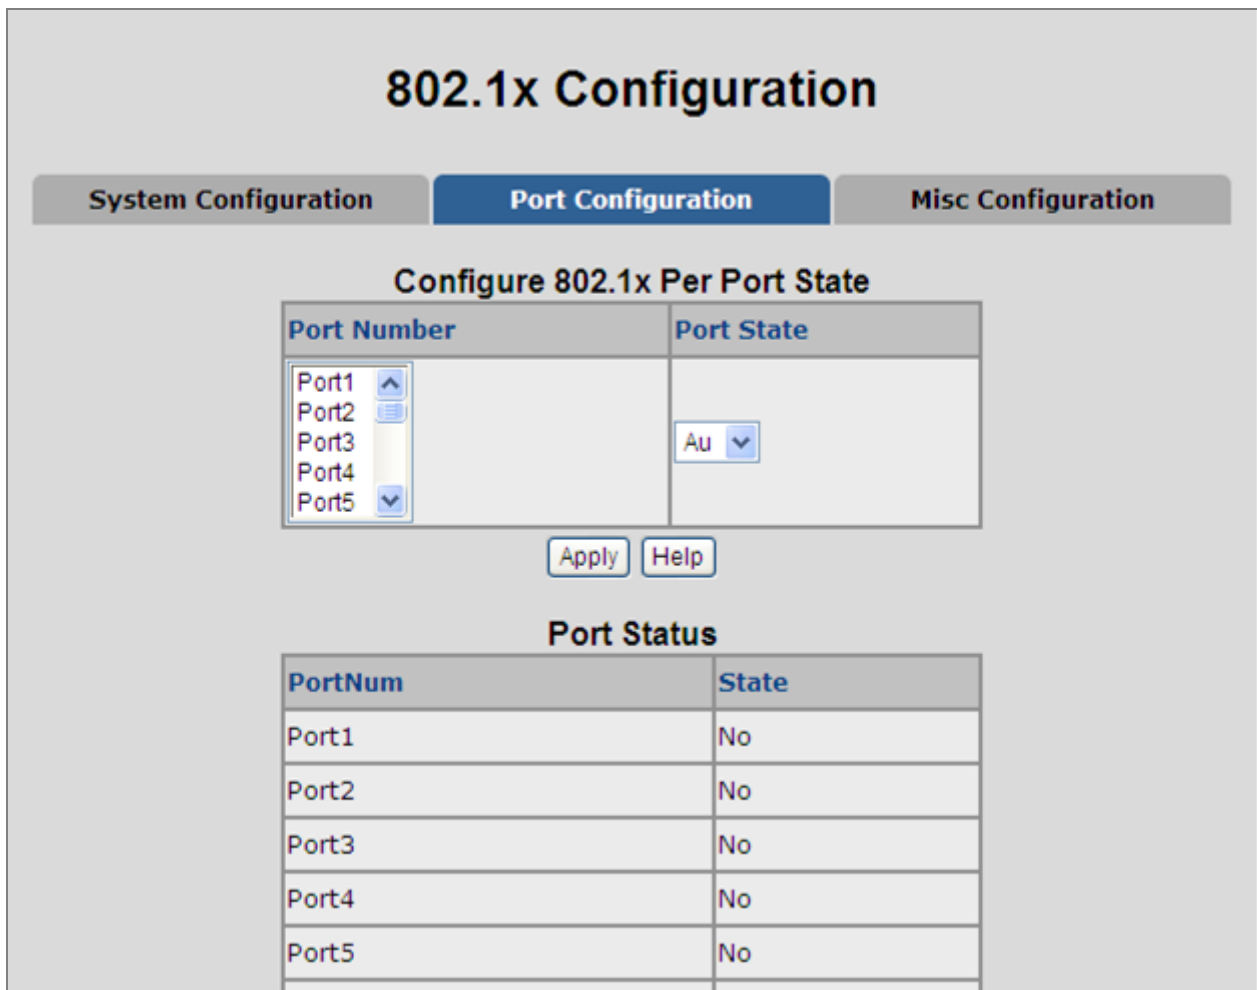 802.1x Configuration
System Configuration Port Configuration Misc Configuration
Configure 802.1x Per Port State
Port Number Port State
Port1
Port2
Port3
Port4
Port5
Au
Apply Help
Port Status
PortNum State
Port1 No
Port2 No
Port3 No
Port4 No
Port5 No